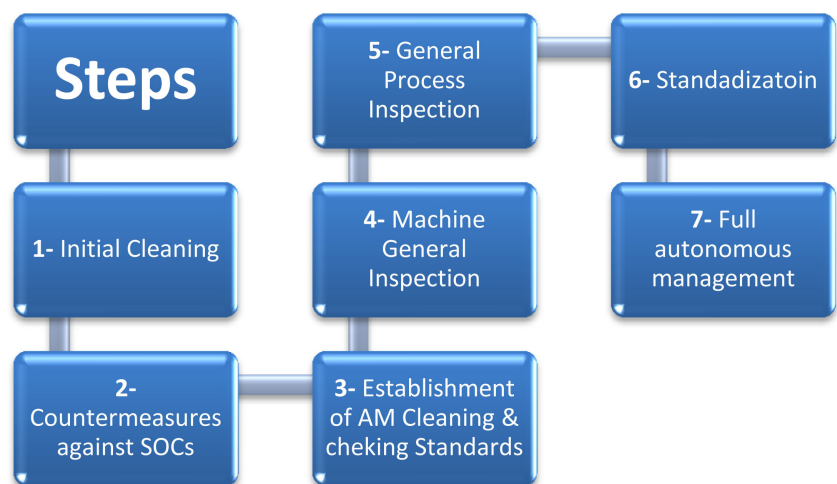 Steps
1- Initial Cleaning
2-
Countermeasures
against SOCs
3- Establishment
of AM Cleaning &
cheking Standards
4- Machine
General
Inspection
5- General
Process
Inspection
6- Standadizatoin
7- Full
autonomous
management